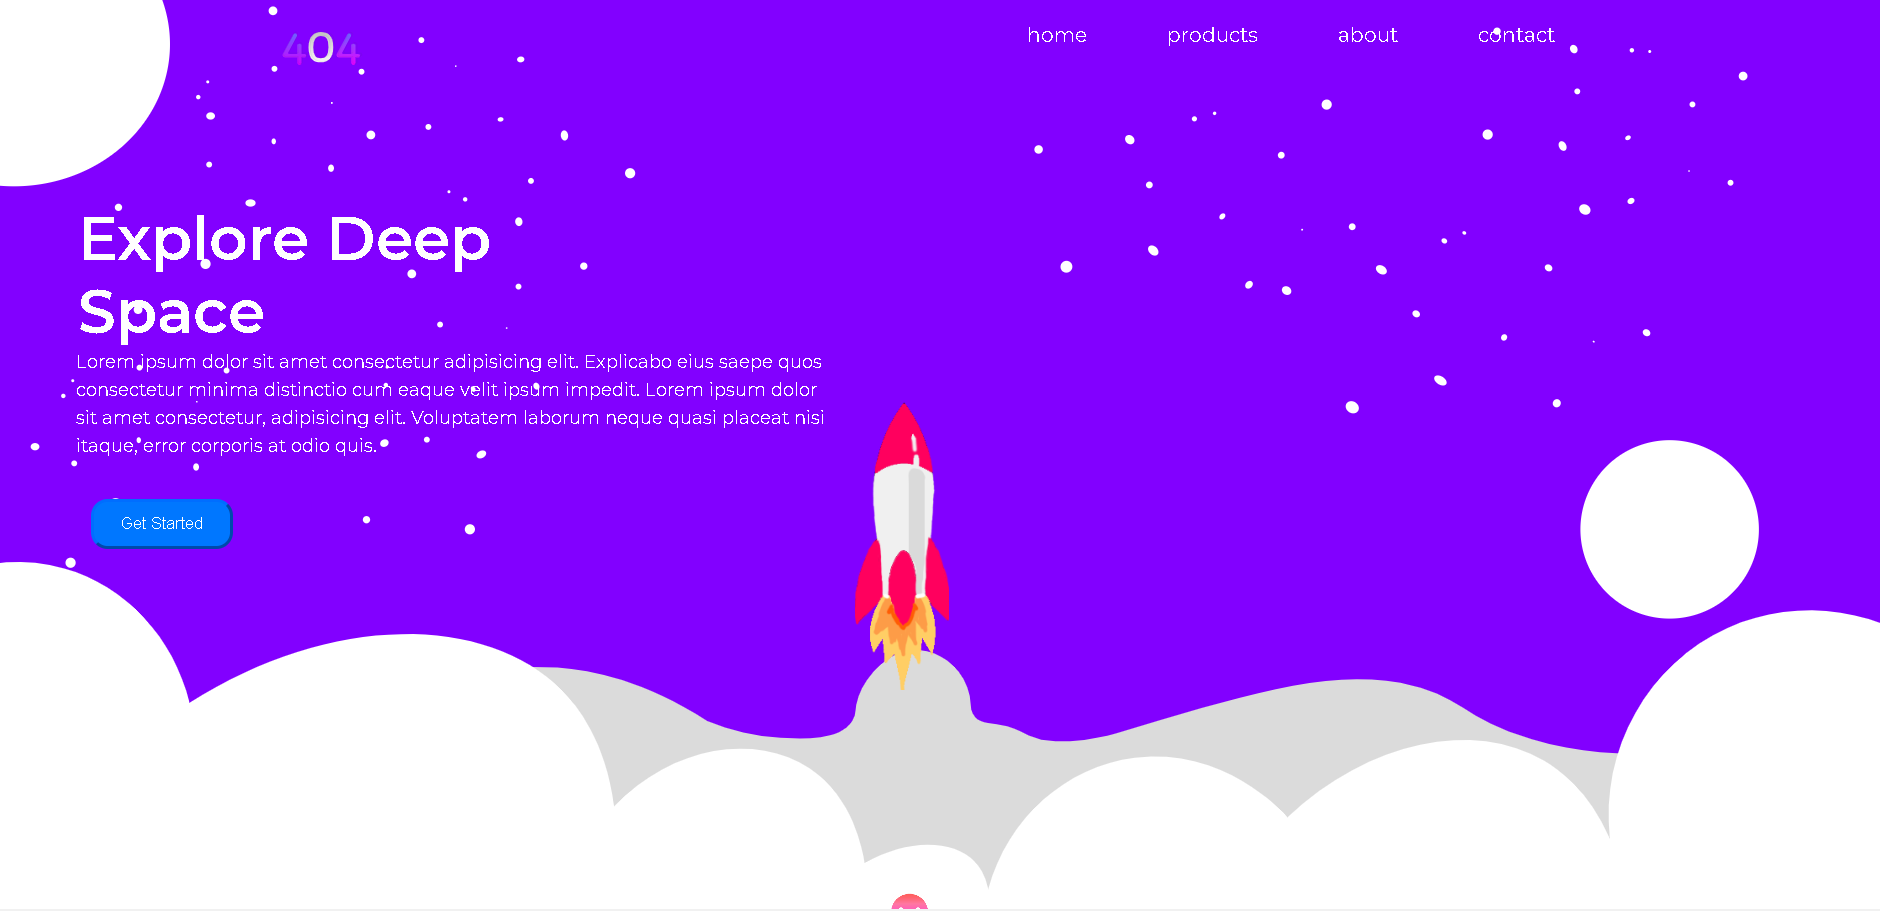 404
home products about contact
Explore Deep
Space
Lorem ipsum dolor sit amet consectetur adipisicing elit. Explicabo eius saepe quos
consectetur minima distinctio cum eaque velit ipsum impedit. Lorem ipsum dolor
sit amet consectetur, adipisicing elit. Voluptatem laborum neque quasi placeat nisi
itaque, error corporis at odio quis.
Get Started